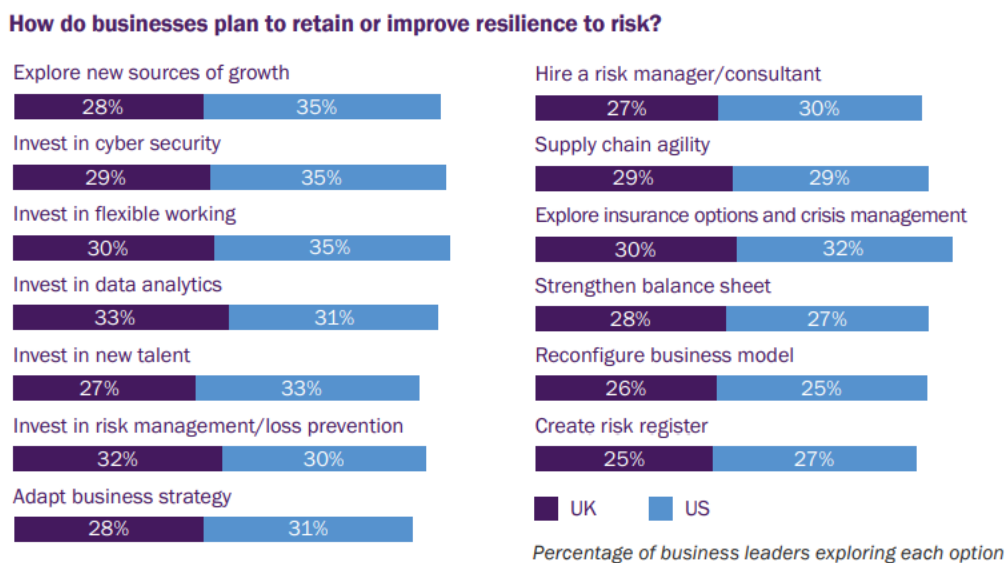 How do businesses plan to retain or improve resilience to risk?
Explore new sources of growth
28% 35%
Invest in cyber security
29% 35%
Invest in flexible working
30% 35%
Invest in data analytics
33% 31%
Invest in new talent
27% 33%
Invest in risk management/loss prevention
32% 30%
Adapt business strategy
28% 31%
Hire a risk manager/consultant
27% 30%
Supply chain agility
29% 29%
Explore insurance options and crisis management
30% 32%
Strengthen balance sheet
28% 27%
Reconfigure business model
26% 25%
Create risk register
25% 27%
UK US
Percentage of business leaders exploring each option